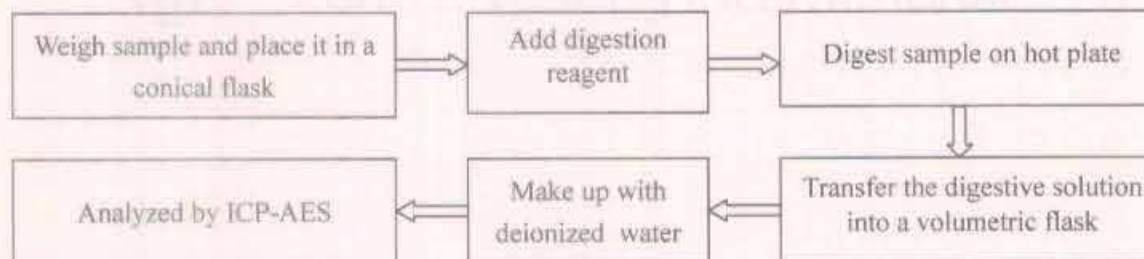 Weigh sample and place it in a
conical flask
Add digestion
reagent
Digest sample on hot plate
Transfer the digestive solution
into a volumetric flask
Make up with
deionized water
Analyzed by ICP-AES